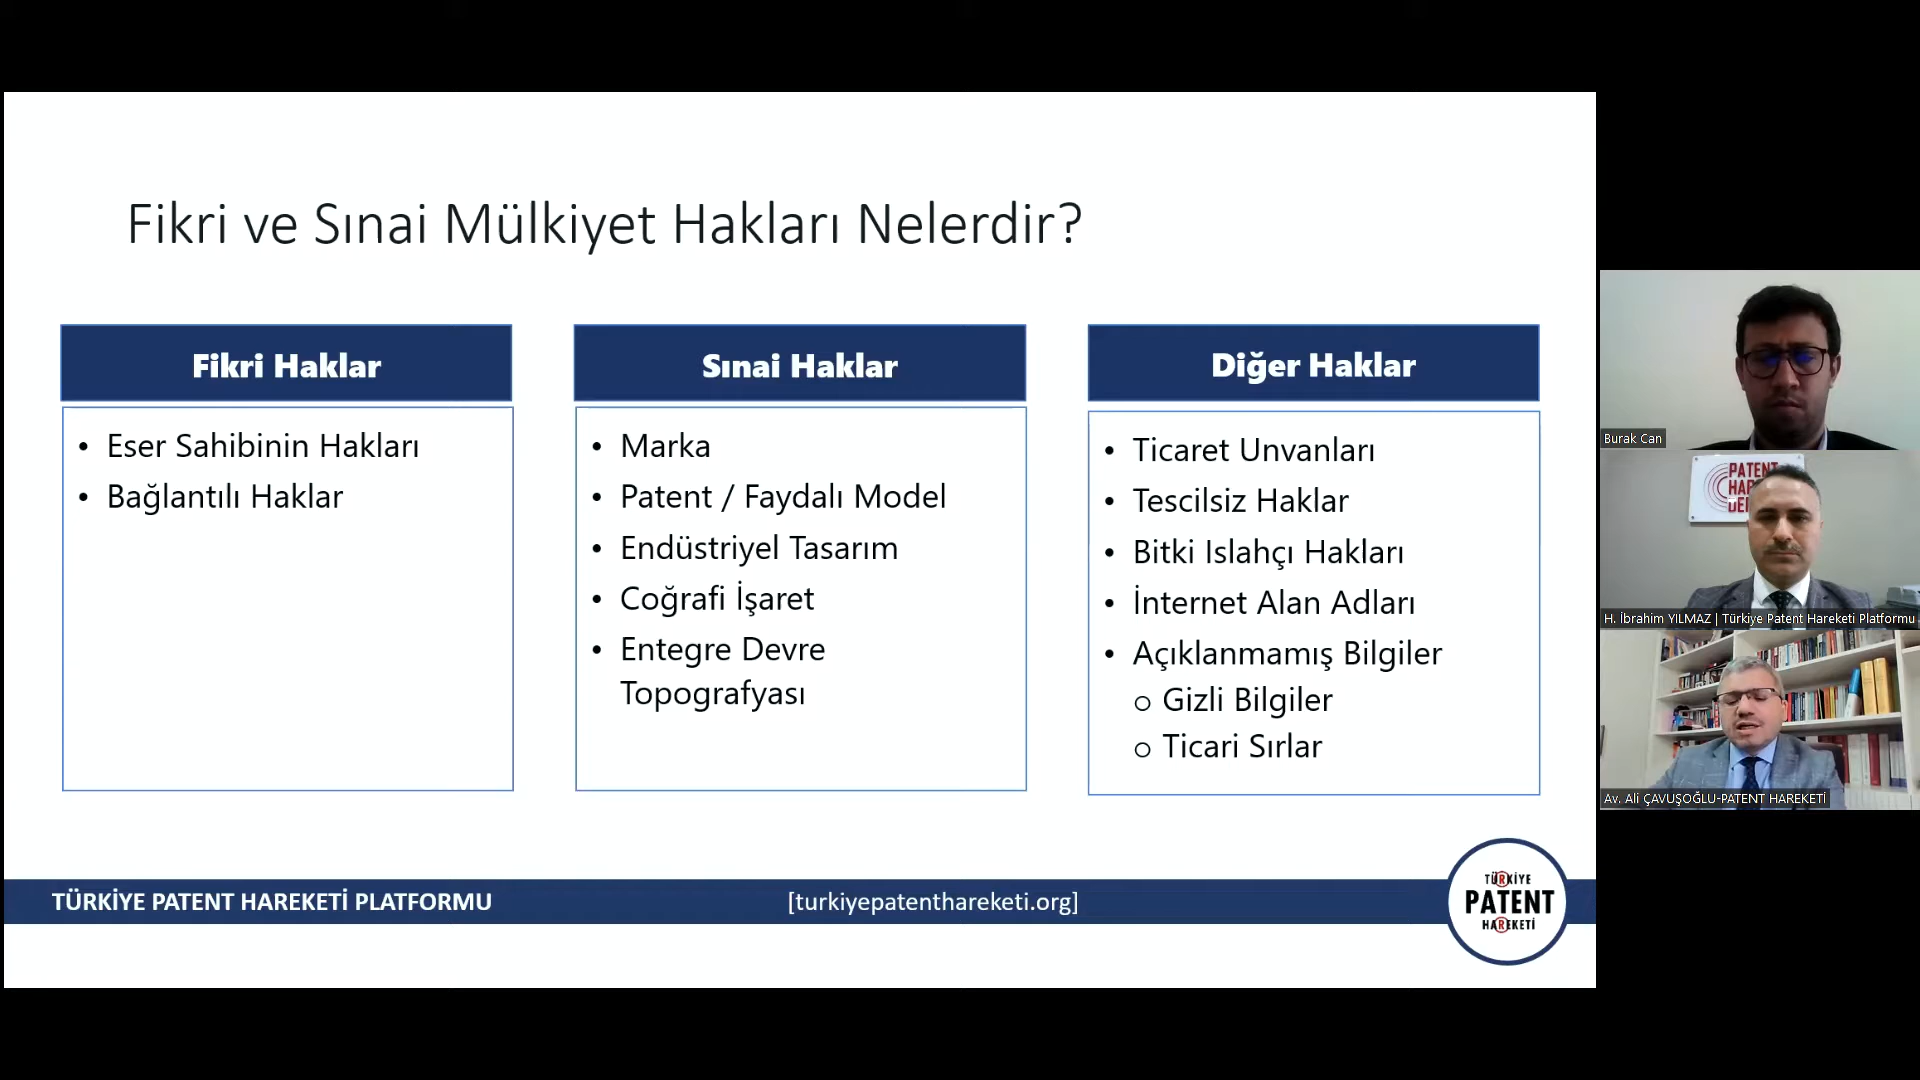 Fikri ve Sınai Mülkiyet Hakları Nelerdir?
Fikri Haklar
• Eser Sahibinin Hakları
• Bağlantılı Haklar
Sınai Haklar
• Marka
• Patent / Faydalı Model
• Endüstriyel Tasarım
• Coğrafi İşaret
• Entegre Devre
Topografyası
Diğer Haklar
• Ticaret Unvanları
• Tescilsiz Haklar
• Bitki Islahçı Hakları
• İnternet Alan Adları
• Açıklanmamış Bilgiler
o Gizli Bilgiler
o Ticari Sırlar
TÜRKİYE PATENT HAREKETİ PLATFORMU
[turkiyepatenthareketi.org]
TÜRKİYE
PATENT
HAREKETİ
Burak Can
PATENT
H. İbrahim YILMAZ | Türkiye Patent Hareketi Platformu
Av. Ali ÇAVUŞOĞLU-PATENT HAREKETİ